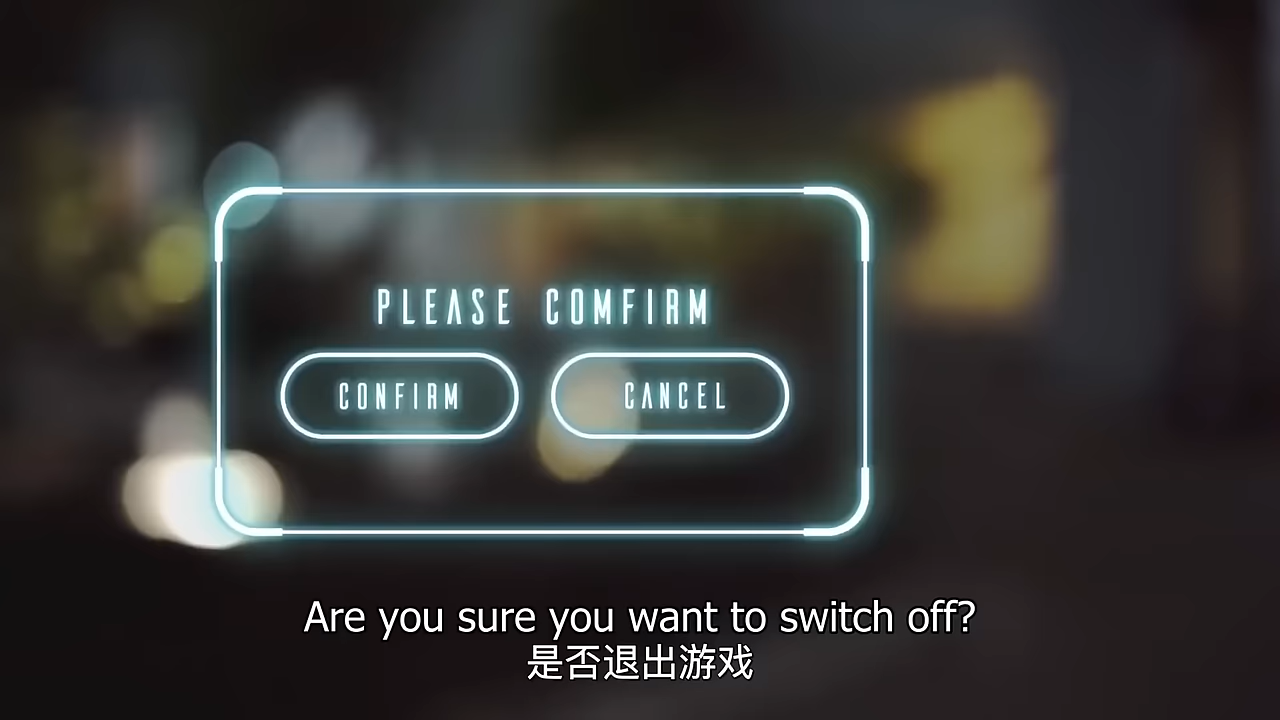 PLEASE COMFIRM
CONFIRM CANCEL
Are you sure you want to switch off?
是否退出游戏